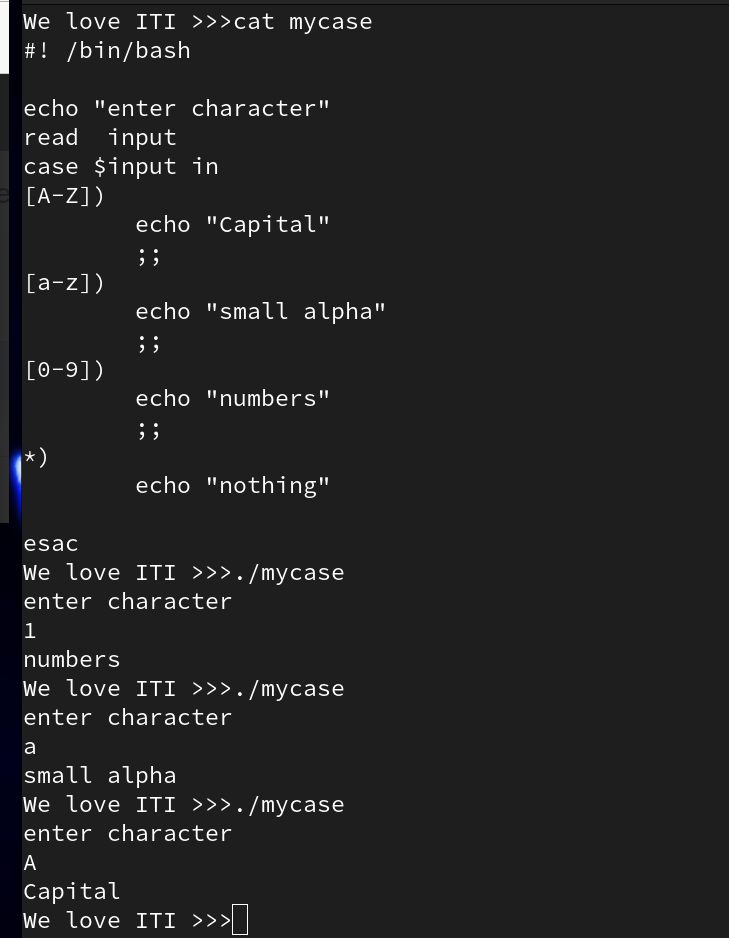 We love ITI >>>cat mycase
#! /bin/bash
echo "enter character"
read  input
case $input in
[A-Z])
        echo "Capital"
        ;;
[a-z])
        echo "small alpha"
        ;;
[0-9])
        echo "numbers"
        ;;
*)
        echo "nothing"
esac
We love ITI >>>./mycase
enter character
1
numbers
We love ITI >>>./mycase
enter character
a
small alpha
We love ITI >>>./mycase
enter character
A
Capital
We love ITI >>>